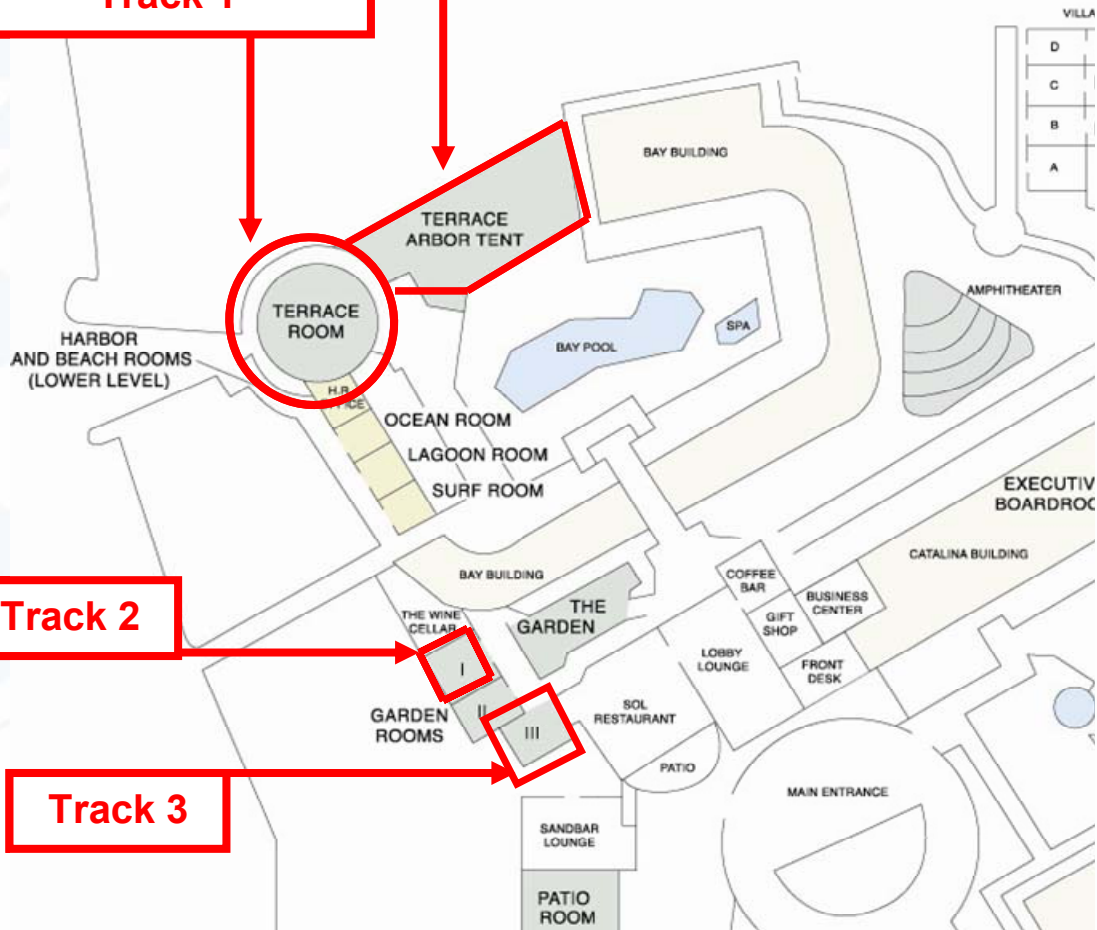 Track 1
VILLA
D
C
B
A
BAY BUILDING
TERRACE
ARBOR TENT
AMPHITHEATER
TERRACE
ROOM
SPA
BAY POOL
HARBOR
AND BEACH ROOMS
(LOWER LEVEL)
H.R.
OFFICE
OCEAN ROOM
LAGOON ROOM
SURF ROOM
EXECUTIV
BOARDROO
CATALINA BUILDING
BAY BUILDING
COFFEE
BAR
BUSINESS
CENTER
GIFT
SHOP
THE
GARDEN
THE WINE
CELLAR
Track 2
LOBBY
LOUNGE
FRONT
DESK
I
II
III
GARDEN
ROOMS
SOL
RESTAURANT
PATIO
MAIN ENTRANCE
Track 3
SANDBAR
LOUNGE
PATIO
ROOM